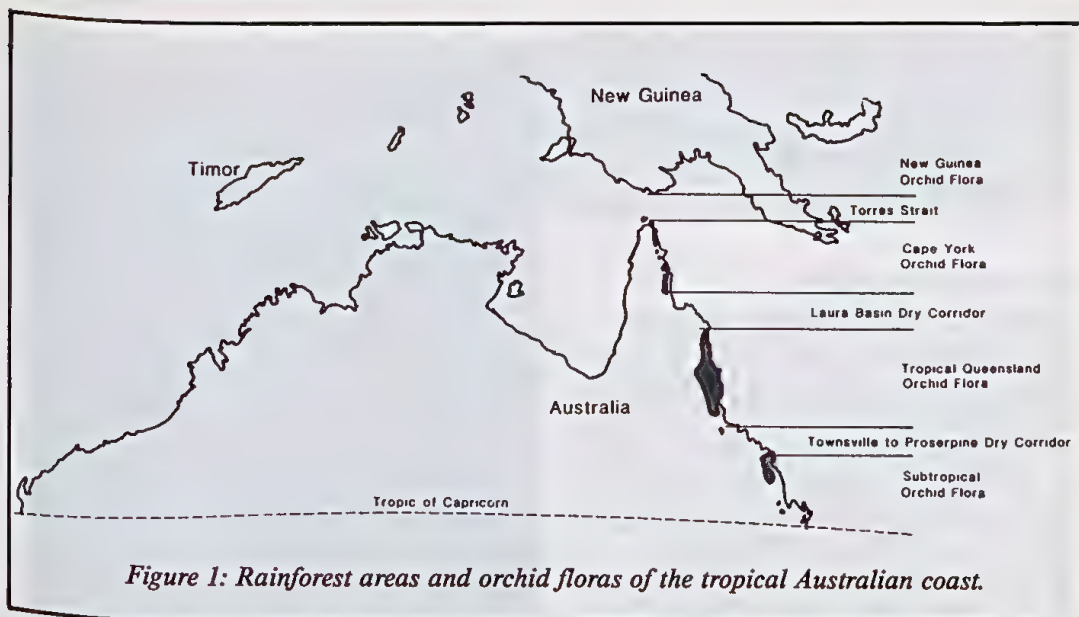 New Guinea
Timor
New Guinea
Orchid Flora
Torres Strait
Cape York
Orchid Flora
Laura Basin Dry Corridor
Tropical Queensland
Orchid Flora
Australia
Townsville to Proserpine Dry Corridor
Subtropical
Orchid Flora
Tropic of Capricorn
Figure 1: Rainforest areas and orchid floras of the tropical Australian coast.